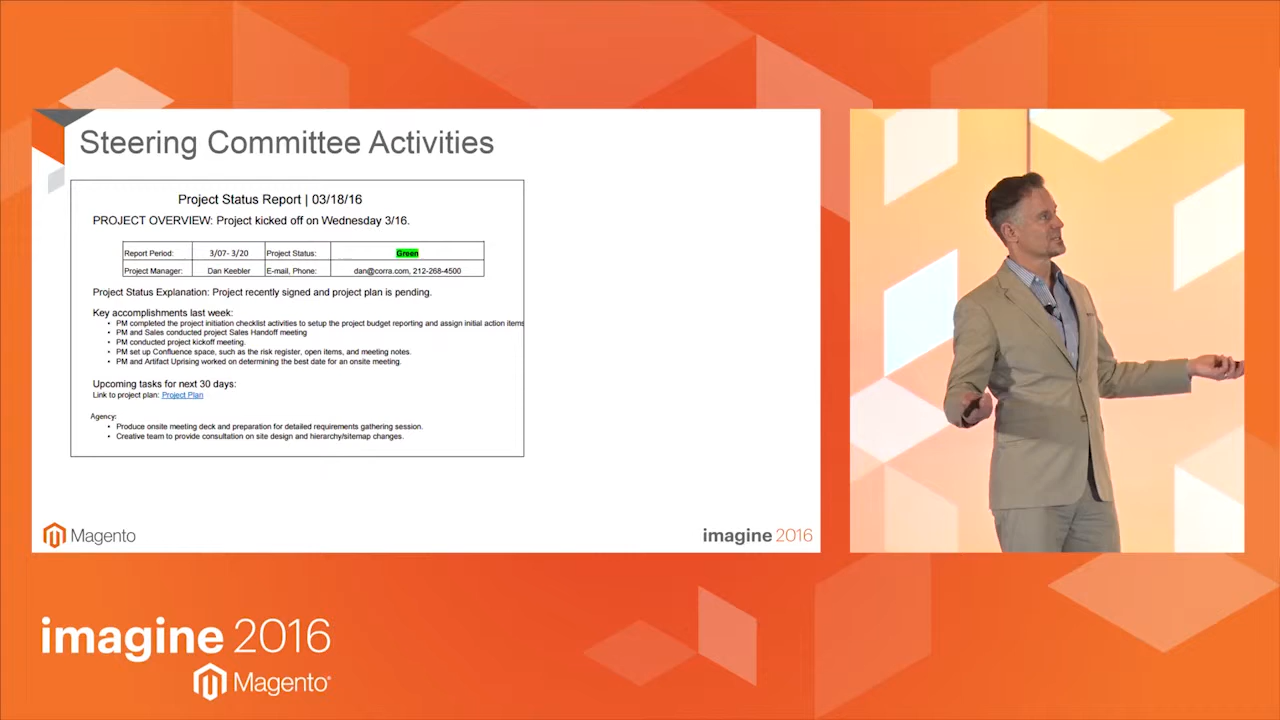 Steering Committee Activities
Project Status Report | 03/18/16
PROJECT OVERVIEW: Project kicked off on Wednesday 3/16.
Report Period: 3/07- 3/20 Project Status: Green
Project Manager: Dan Keebler E-mail, Phone: dan@corra.com, 212-268-4500
Project Status Explanation: Project recently signed and project plan is pending.
Key accomplishments last week:
• PM completed the project initiation checklist activities to setup the project budget reporting and assign initial action items
• PM and Sales conducted project Sales Handoff meeting
• PM conducted project kickoff meeting.
• PM set up Confluence space, such as the risk register, open items, and meeting notes.
• PM and Artifact Uprising worked on determining the best date for an onsite meeting.
Upcoming tasks for next 30 days:
Link to project plan: Project Plan
Agency:
• Produce onsite meeting deck and preparation for detailed requirements gathering session.
• Creative team to provide consultation on site design and hierarchy/sitemap changes.
Magento
imagine 2016
imagine 2016
Magento®